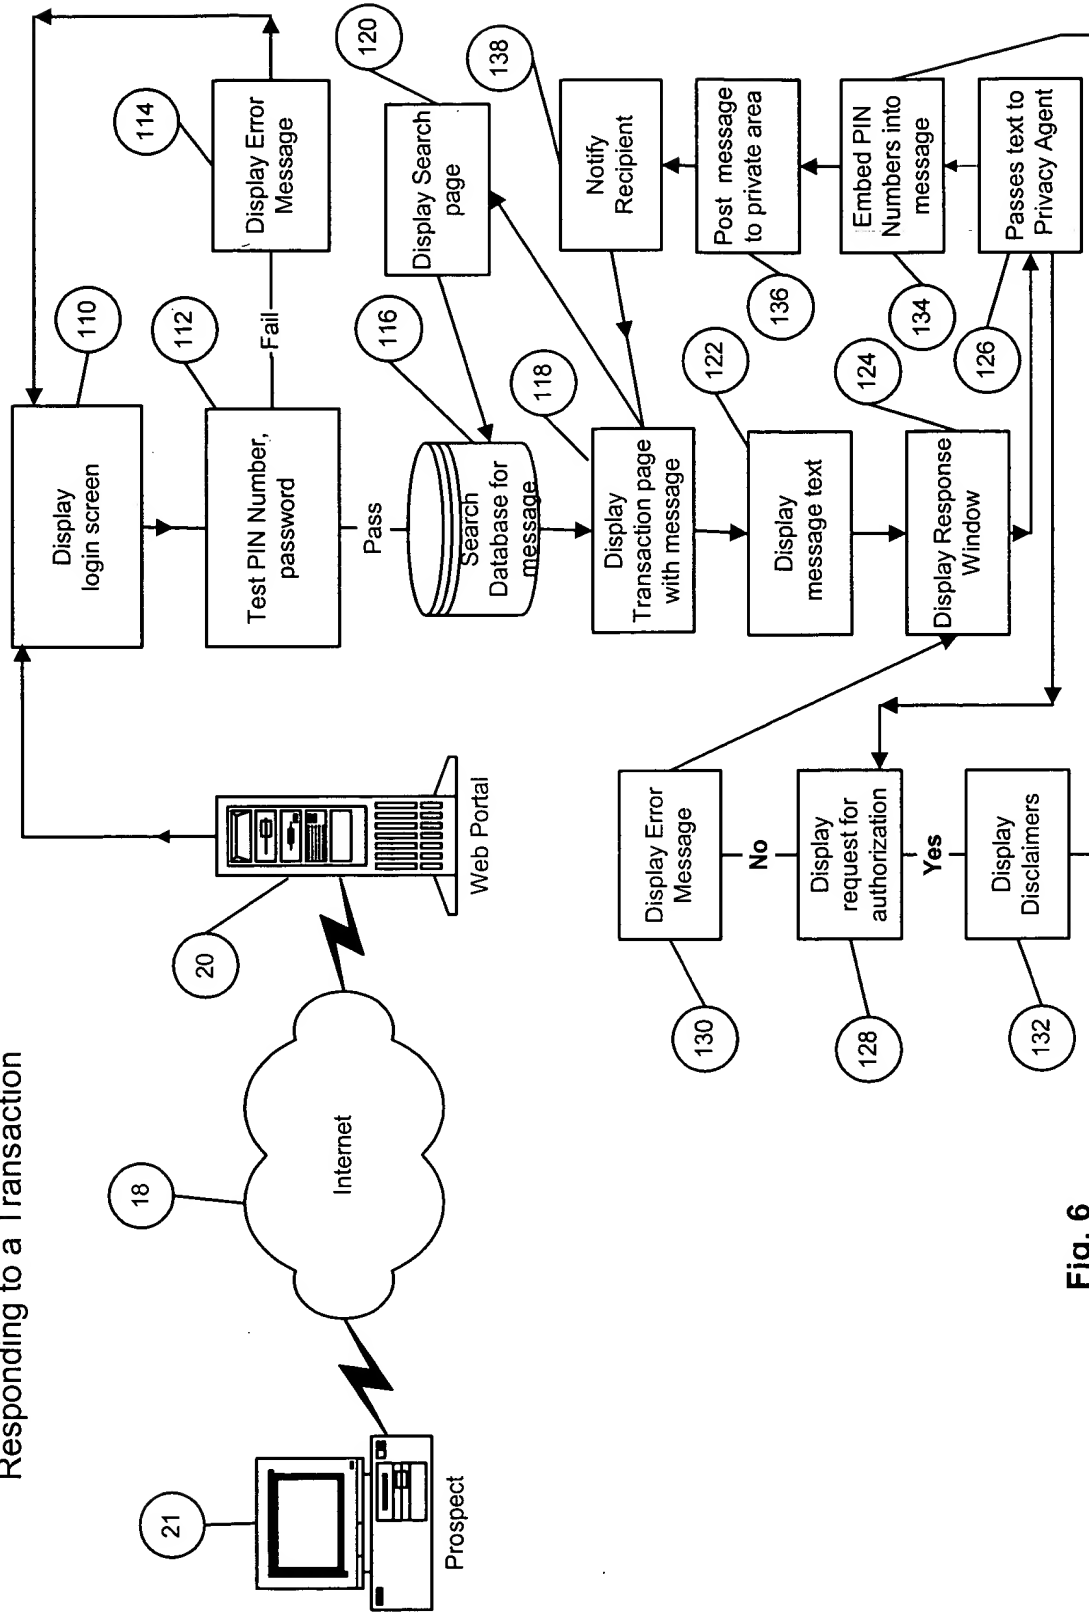 Responding to a Transaction
21
Prospect
18
Internet
20
Web Portal
110
Display
login screen
112
Test PIN Number,
password
Fail
114
Display Error
Message
Pass
116
Search
Database for
message
118
Display
Transaction page
with message
120
Display Search
page
122
Display
message text
124
Display Response
Window
126
Passes text to
Privacy Agent
128
Display
request for
authorization
No
130
Display Error
Message
Yes
132
Display
Disclaimers
134
Embed PIN
Numbers into
message
136
Post message
to private area
138
Notify
Recipient
Fig. 6